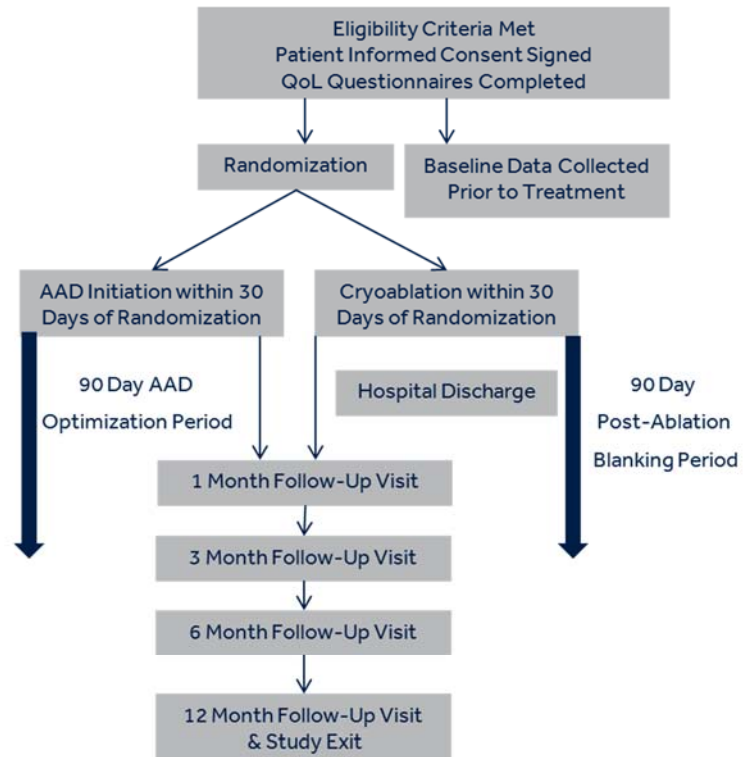 Eligibility Criteria Met
Patient Informed Consent Signed
QoL Questionnaires Completed
Randomization
Baseline Data Collected
Prior to Treatment
AAD Initiation within 30
Days of Randomization
Cryoablation within 30
Days of Randomization
90 Day AAD
Optimization Period
Hospital Discharge
90 Day
Post-Ablation
Blanking Period
1 Month Follow-Up Visit
3 Month Follow-Up Visit
6 Month Follow-Up Visit
12 Month Follow-Up Visit
& Study Exit